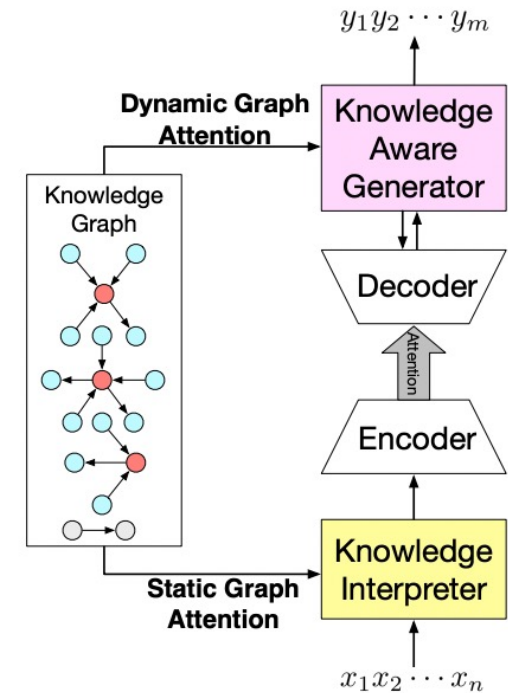 y₁y₂ ⋯ yₘ
Dynamic Graph
Attention
Knowledge
Aware
Generator
Knowledge
Graph
Decoder
Attention
Encoder
Knowledge
Interpreter
Static Graph
Attention
x₁x₂ ⋯ xₙ